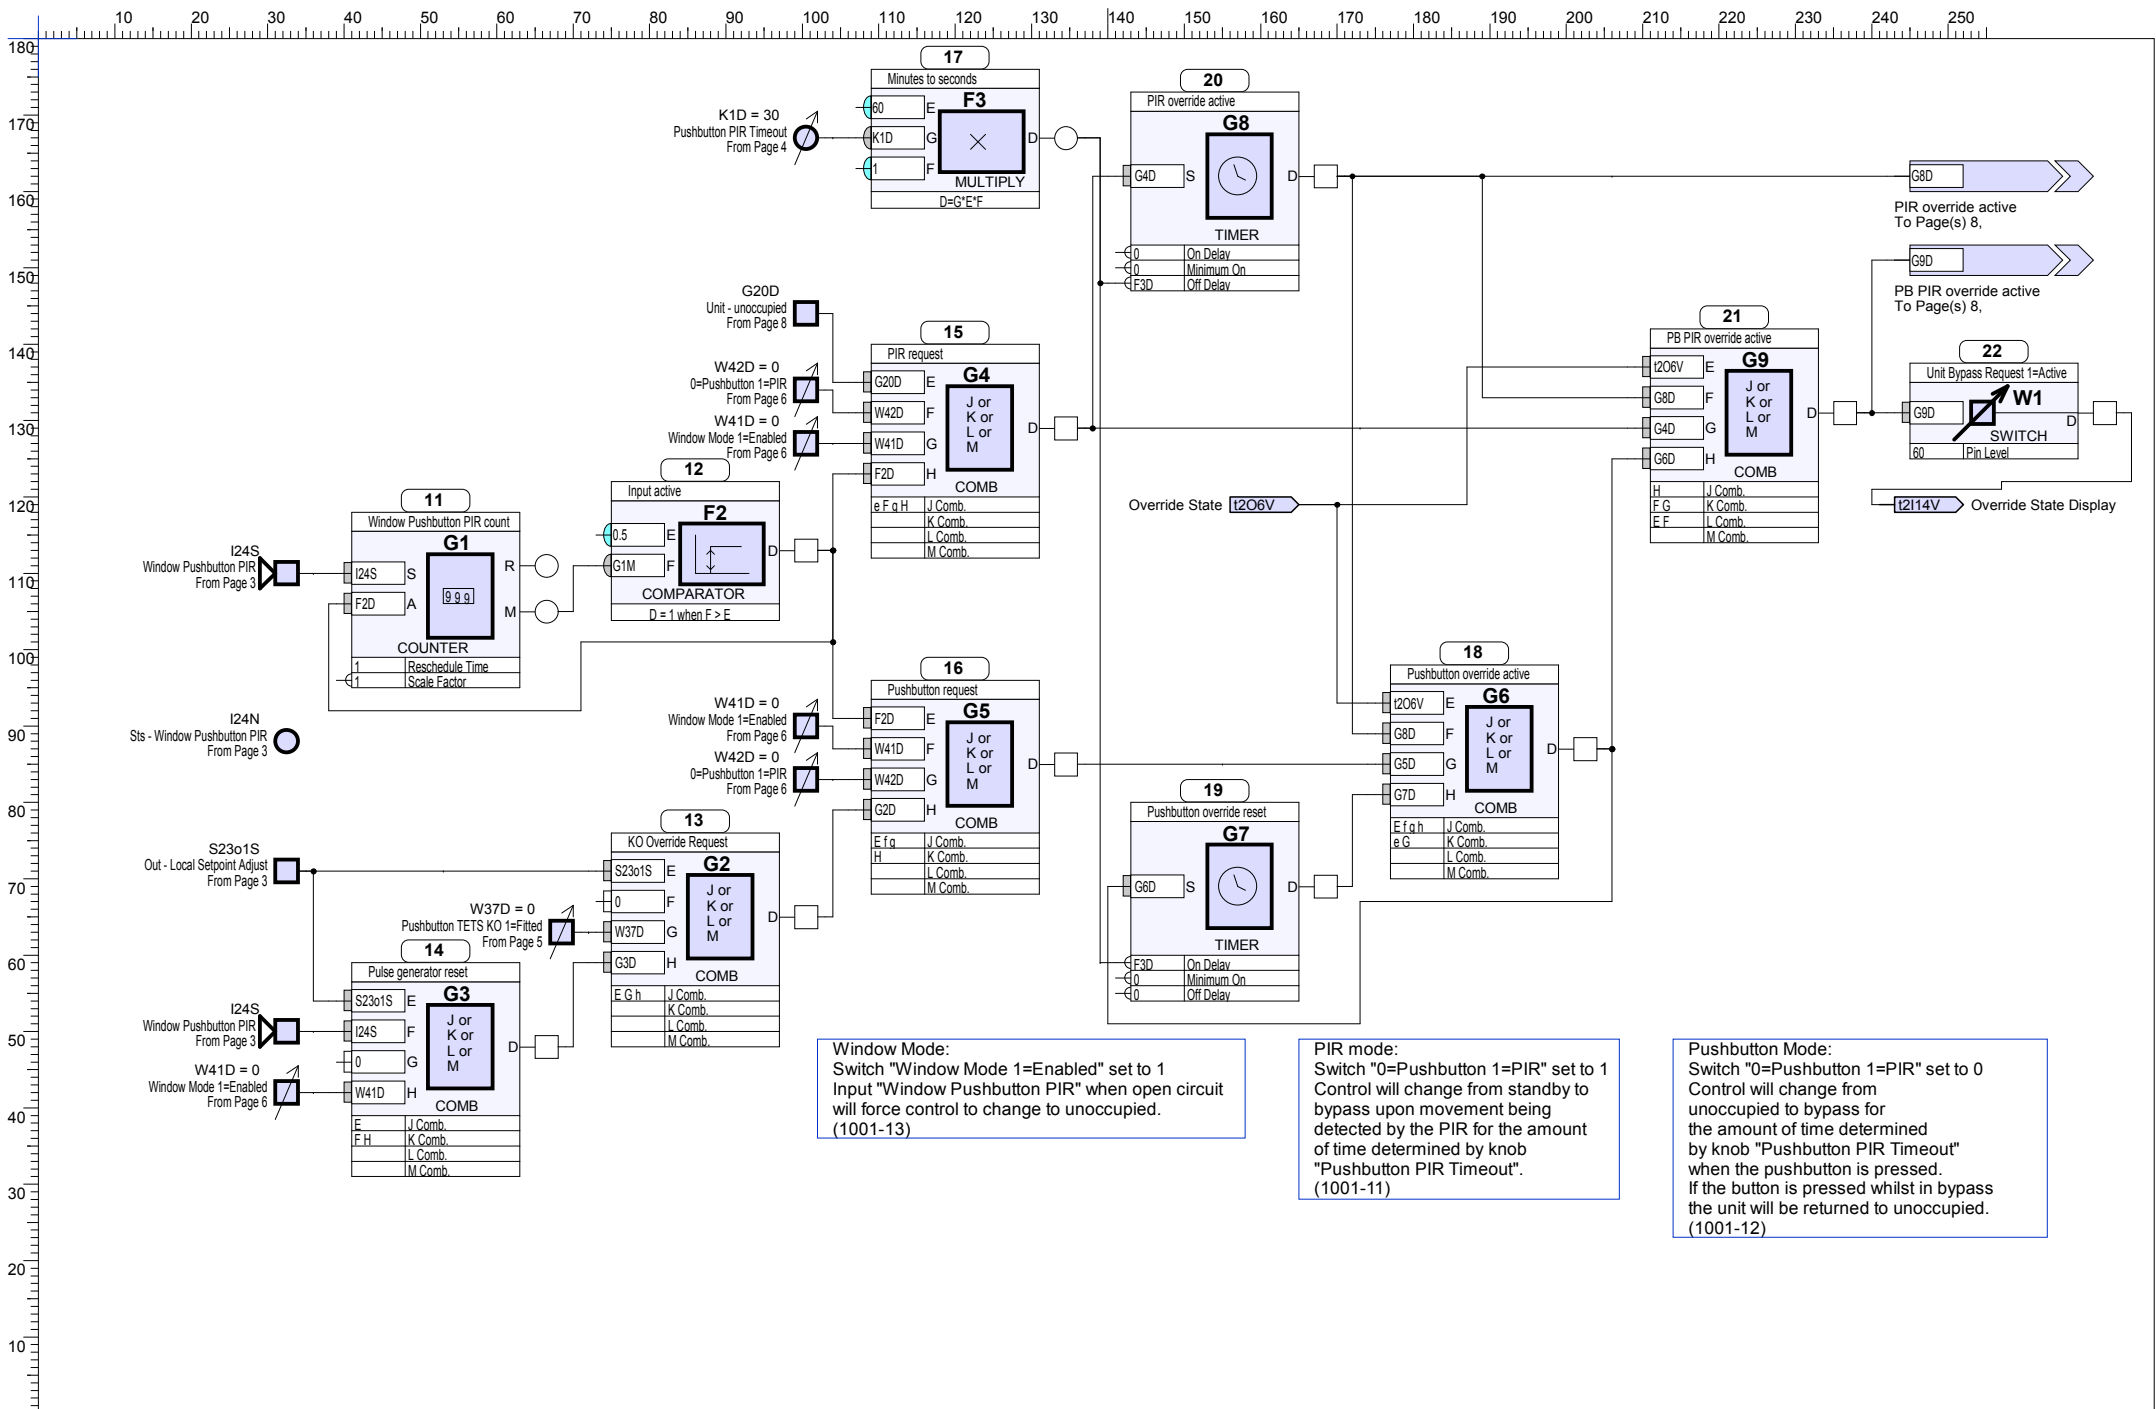 10 20 30 40 50 60 70 80 90 100 110 120 130 140 150 160 170 180 190 200 210 220 230 240 250
180
170
160
150
140
130
120
110
100
90
80
70
60
50
40
30
20
10
17
Minutes to seconds
F3
60 E
K1D G
1 F
D
MULTIPLY
D=G*E*F
K1D = 30
Pushbutton PIR Timeout
From Page 4
20
PIR override active
G8
G4D S
D
TIMER
0 On Delay
0 Minimum On
F3D Off Delay
G8D
PIR override active
To Page(s) 8,
G9D
PB PIR override active
To Page(s) 8,
G20D
Unit - unoccupied
From Page 8
W42D = 0
0=Pushbutton 1=PIR
From Page 6
W41D = 0
Window Mode 1=Enabled
From Page 6
15
PIR request
G4
G20D E
W42D F
W41D G
F2D H
J or
K or
L or
M
D
COMB
e F g H J Comb.
K Comb.
L Comb.
M Comb.
21
PB PIR override active
G9
t2O6V E
G8D F
G4D G
G6D H
J or
K or
L or
M
D
COMB
H J Comb.
F G K Comb.
E F L Comb.
M Comb.
22
Unit Bypass Request 1=Active
W1
G9D
D
SWITCH
60 Pin Level
Override State t2O6V
t2I14V Override State Display
12
Input active
F2
0.5 E
G1M F
D
COMPARATOR
D = 1 when F > E
11
Window Pushbutton PIR count
G1
I24S S
F2D A
999
R
M
COUNTER
1 Reschedule Time
1 Scale Factor
I24S
Window Pushbutton PIR
From Page 3
I24N
Sts - Window Pushbutton PIR
From Page 3
W41D = 0
Window Mode 1=Enabled
From Page 6
W42D = 0
0=Pushbutton 1=PIR
From Page 6
16
Pushbutton request
G5
F2D E
W41D F
W42D G
G2D H
J or
K or
L or
M
D
COMB
E f g J Comb.
H K Comb.
L Comb.
M Comb.
18
Pushbutton override active
G6
t2O6V E
G8D F
G5D G
G7D H
J or
K or
L or
M
D
COMB
E f g h J Comb.
e G K Comb.
L Comb.
M Comb.
19
Pushbutton override reset
G7
G6D S
D
TIMER
F3D On Delay
0 Minimum On
0 Off Delay
S23o1S
Out - Local Setpoint Adjust
From Page 3
13
KO Override Request
G2
S23o1S E
0 F
W37D G
G3D H
J or
K or
L or
M
D
COMB
E G h J Comb.
K Comb.
L Comb.
M Comb.
W37D = 0
Pushbutton TETS KO 1=Fitted
From Page 5
14
Pulse generator reset
G3
S23o1S E
I24S F
0 G
W41D H
J or
K or
L or
M
D
COMB
E J Comb.
F H K Comb.
L Comb.
M Comb.
I24S
Window Pushbutton PIR
From Page 3
W41D = 0
Window Mode 1=Enabled
From Page 6
Window Mode:
Switch "Window Mode 1=Enabled" set to 1
Input "Window Pushbutton PIR" when open circuit
will force control to change to unoccupied.
(1001-13)
PIR mode:
Switch "0=Pushbutton 1=PIR" set to 1
Control will change from standby to
bypass upon movement being
detected by the PIR for the amount
of time determined by knob
"Pushbutton PIR Timeout".
(1001-11)
Pushbutton Mode:
Switch "0=Pushbutton 1=PIR" set to 0
Control will change from
unoccupied to bypass for
the amount of time determined
by knob "Pushbutton PIR Timeout"
when the pushbutton is pressed.
If the button is pressed whilst in bypass
the unit will be returned to unoccupied.
(1001-12)